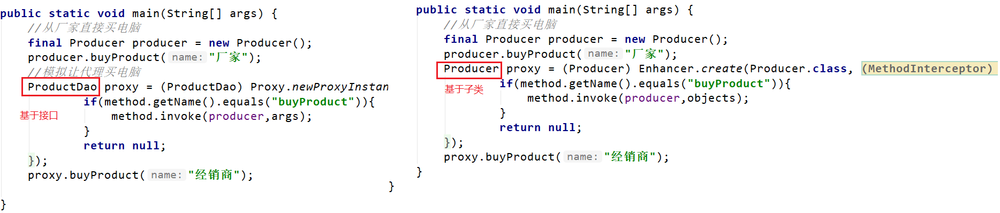 public static void main(String[] args) {
//从厂家直接买电脑
final Producer producer = new Producer();
producer.buyProduct( name: "厂家");
//模拟让代理买电脑
ProductDao proxy = (ProductDao) Proxy.newProxyInstan
if(method.getName().equals("buyProduct")){
基于接口
method.invoke(producer,args);
}
return null;
});
proxy.buyProduct( name: "经销商");
}
}
public static void main(String[] args) {
//从厂家直接买电脑
final Producer producer = new Producer();
producer.buyProduct( name: "厂家");
Producer proxy = (Producer) Enhancer.create(Producer.class, (MethodInterceptor)
if(method.getName().equals("buyProduct")){
基于子类
method.invoke(producer,objects);
}
return null;
});
proxy.buyProduct( name: "经销商");
}